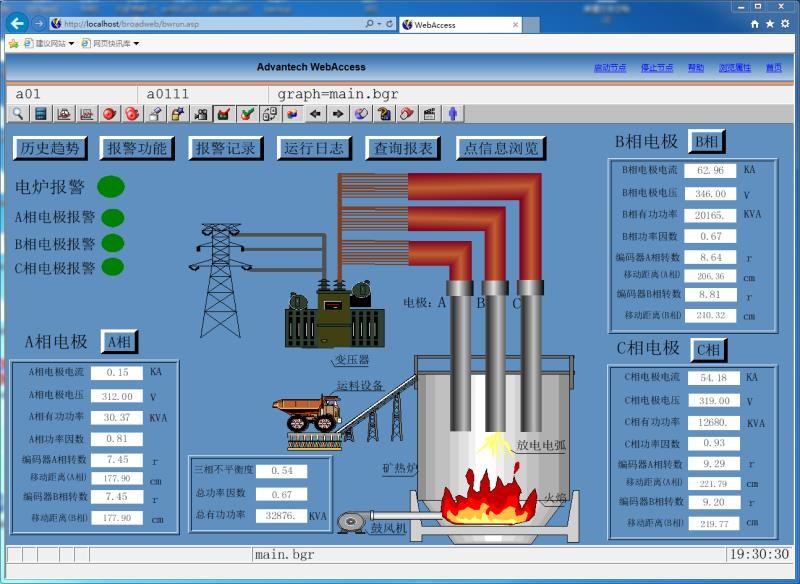 http://localhost/broadweb/bwrun.asp
WebAccess
建议网站
网页快讯库
Advantech WebAccess
启动节点 停止节点 帮助 浏览属性 首页
a01 a0111 graph=main.bgr
历史趋势 报警功能 报警记录 运行日志 查询报表 点信息浏览
电炉报警
A相电极报警
B相电极报警
C相电极报警
B相电极 B相
B相电极电流 62.96 KA
B相电极电压 346.00 V
B相有功功率 20165. KVA
B相功率因数 0.67
编码器A相转数 8.64 r
移动距离(A相) 206.36 cm
编码器B相转数 8.81 r
移动距离(B相) 210.32 cm
电极: A B C
变压器
运料设备
A相电极 A相
A相电极电流 0.15 KA
A相电极电压 312.00 V
A相有功功率 30.37 KVA
A相功率因数 0.81
编码器A相转数 7.45 r
移动距离(A相) 177.90 cm
编码器B相转数 7.45 r
移动距离(B相) 177.90 cm
三相不平衡度 0.54
总功率因数 0.67
总有功功率 32876. KVA
放电电弧
矿热炉
火焰
鼓风机
C相电极 C相
C相电极电流 54.18 KA
C相电极电压 319.00 V
C相有功功率 12680. KVA
C相功率因数 0.93
编码器A相转数 9.29 r
移动距离(A相) 221.79 cm
编码器B相转数 9.20 r
移动距离(B相) 219.77 cm
main.bgr 19:30:30